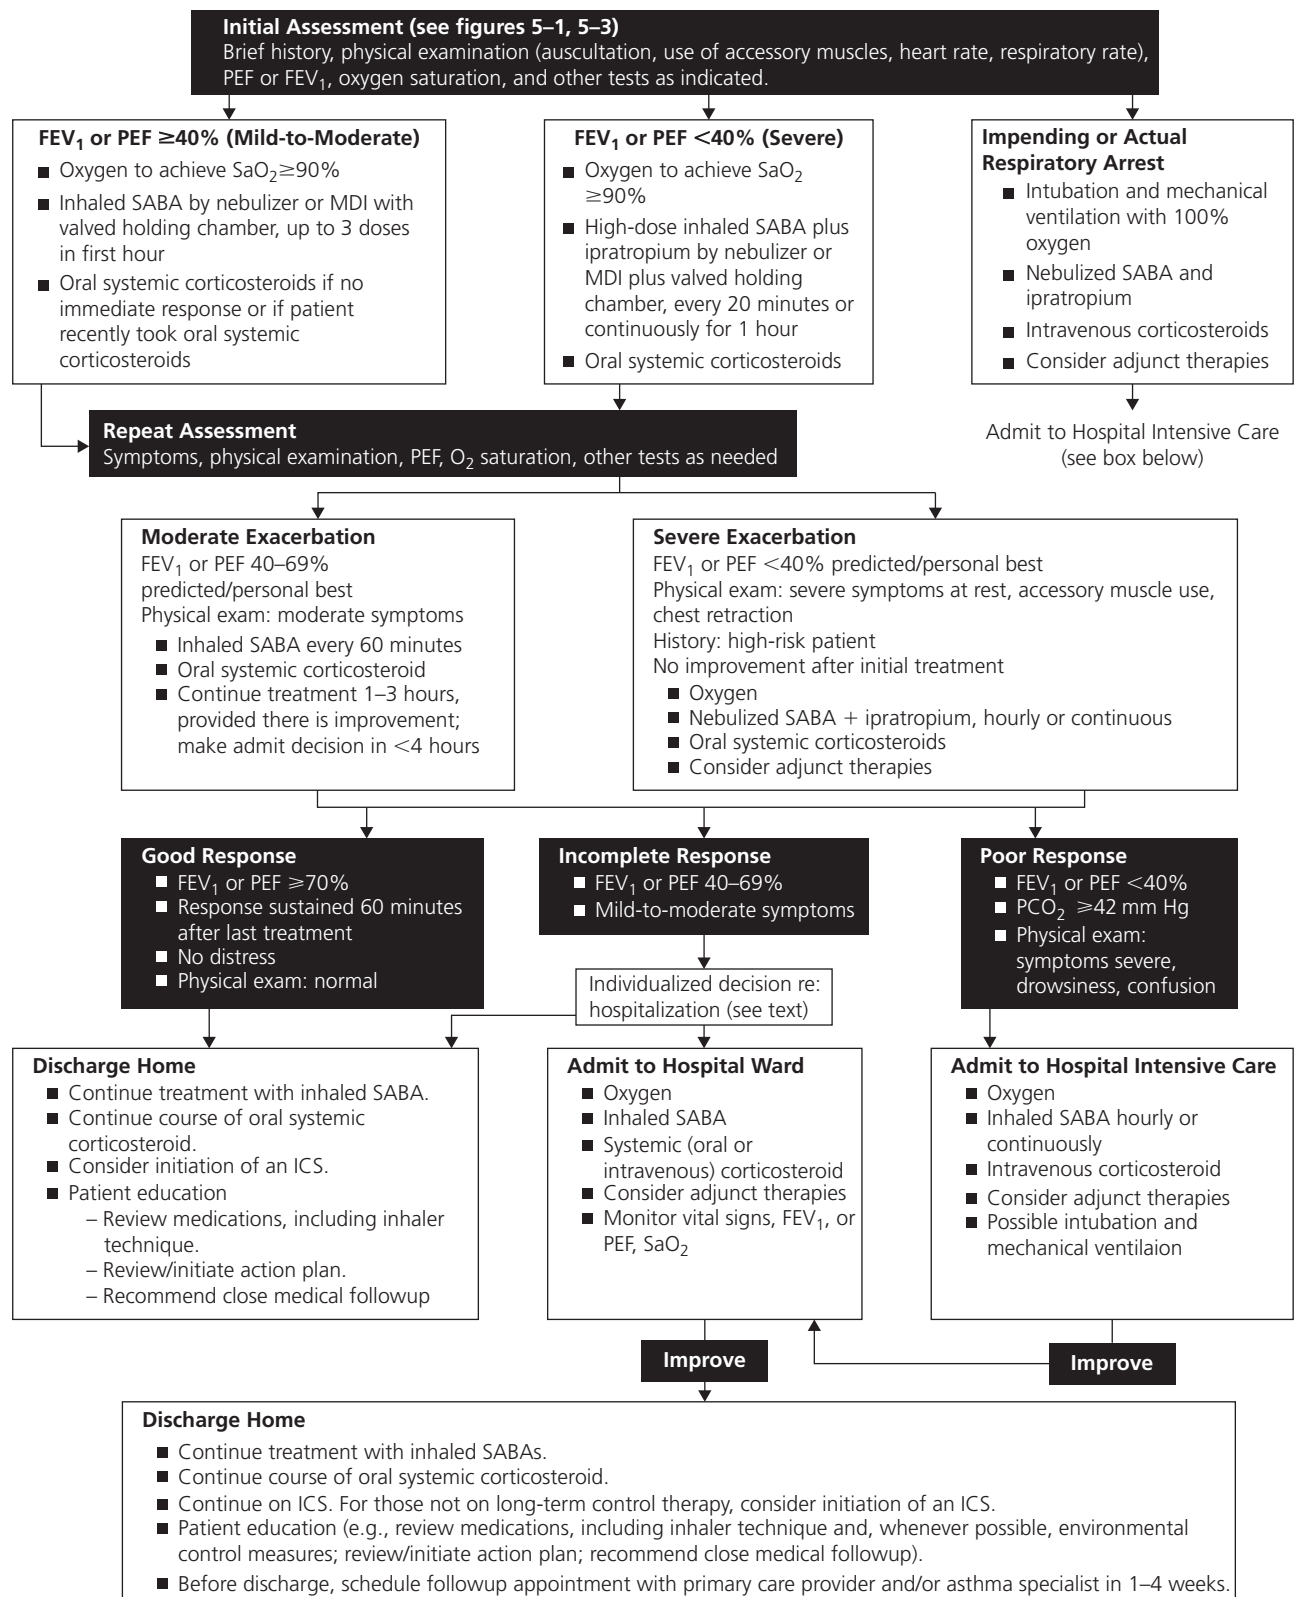 Initial Assessment (see figures 5–1, 5–3)
Brief history, physical examination (auscultation, use of accessory muscles, heart rate, respiratory rate),
PEF or FEV₁, oxygen saturation, and other tests as indicated.
FEV₁ or PEF ≥40% (Mild-to-Moderate)
■ Oxygen to achieve SaO₂≥90%
■ Inhaled SABA by nebulizer or MDI with
valved holding chamber, up to 3 doses
in first hour
■ Oral systemic corticosteroids if no
immediate response or if patient
recently took oral systemic
corticosteroids
FEV₁ or PEF <40% (Severe)
■ Oxygen to achieve SaO₂
≥90%
■ High-dose inhaled SABA plus
ipratropium by nebulizer or
MDI plus valved holding
chamber, every 20 minutes or
continuously for 1 hour
■ Oral systemic corticosteroids
Impending or Actual
Respiratory Arrest
■ Intubation and mechanical
ventilation with 100%
oxygen
■ Nebulized SABA and
ipratropium
■ Intravenous corticosteroids
■ Consider adjunct therapies
Repeat Assessment
Symptoms, physical examination, PEF, O₂ saturation, other tests as needed
Admit to Hospital Intensive Care
(see box below)
Moderate Exacerbation
FEV₁ or PEF 40–69%
predicted/personal best
Physical exam: moderate symptoms
■ Inhaled SABA every 60 minutes
■ Oral systemic corticosteroid
■ Continue treatment 1–3 hours,
provided there is improvement;
make admit decision in <4 hours
Severe Exacerbation
FEV₁ or PEF <40% predicted/personal best
Physical exam: severe symptoms at rest, accessory muscle use,
chest retraction
History: high-risk patient
No improvement after initial treatment
■ Oxygen
■ Nebulized SABA + ipratropium, hourly or continuous
■ Oral systemic corticosteroids
■ Consider adjunct therapies
Good Response
■ FEV₁ or PEF ≥70%
■ Response sustained 60 minutes
after last treatment
■ No distress
■ Physical exam: normal
Incomplete Response
■ FEV₁ or PEF 40–69%
■ Mild-to-moderate symptoms
Poor Response
■ FEV₁ or PEF <40%
■ PCO₂ ≥42 mm Hg
■ Physical exam:
symptoms severe,
drowsiness, confusion
Individualized decision re:
hospitalization (see text)
Discharge Home
■ Continue treatment with inhaled SABA.
■ Continue course of oral systemic
corticosteroid.
■ Consider initiation of an ICS.
■ Patient education
– Review medications, including inhaler
technique.
– Review/initiate action plan.
– Recommend close medical followup
Admit to Hospital Ward
■ Oxygen
■ Inhaled SABA
■ Systemic (oral or
intravenous) corticosteroid
■ Consider adjunct therapies
■ Monitor vital signs, FEV₁, or
PEF, SaO₂
Admit to Hospital Intensive Care
■ Oxygen
■ Inhaled SABA hourly or
continuously
■ Intravenous corticosteroid
■ Consider adjunct therapies
■ Possible intubation and
mechanical ventilaion
Improve
Improve
Discharge Home
■ Continue treatment with inhaled SABAs.
■ Continue course of oral systemic corticosteroid.
■ Continue on ICS. For those not on long-term control therapy, consider initiation of an ICS.
■ Patient education (e.g., review medications, including inhaler technique and, whenever possible, environmental
control measures; review/initiate action plan; recommend close medical followup).
■ Before discharge, schedule followup appointment with primary care provider and/or asthma specialist in 1–4 weeks.